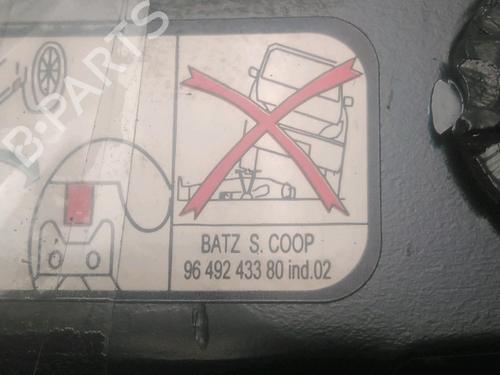 B-PARTS
BATZ S. COOP
96 492 433 80 ind.02